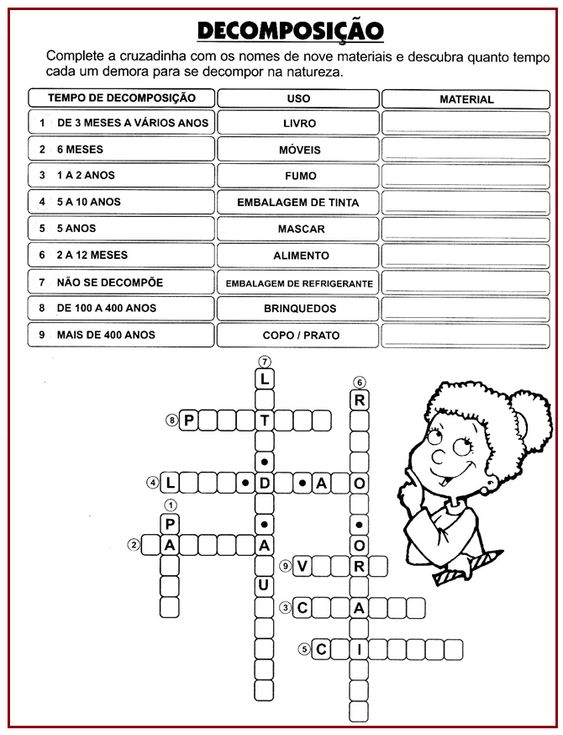 DECOMPOSIÇÃO
Complete a cruzadinha com os nomes de nove materiais e descubra quanto tempo
cada um demora para se decompor na natureza.
TEMPO DE DECOMPOSIÇÃO USO MATERIAL
1 DE 3 MESES A VÁRIOS ANOS LIVRO
2 6 MESES MÓVEIS
3 1 A 2 ANOS FUMO
4 5 A 10 ANOS EMBALAGEM DE TINTA
5 5 ANOS MASCAR
6 2 A 12 MESES ALIMENTO
7 NÃO SE DECOMPÕE EMBALAGEM DE REFRIGERANTE
8 DE 100 A 400 ANOS BRINQUEDOS
9 MAIS DE 400 ANOS COPO / PRATO
7
L 6
R
8 P T
4 L • D • A O O
1
P • •
2 A A O
9 V R
U
3 C A
5 C I